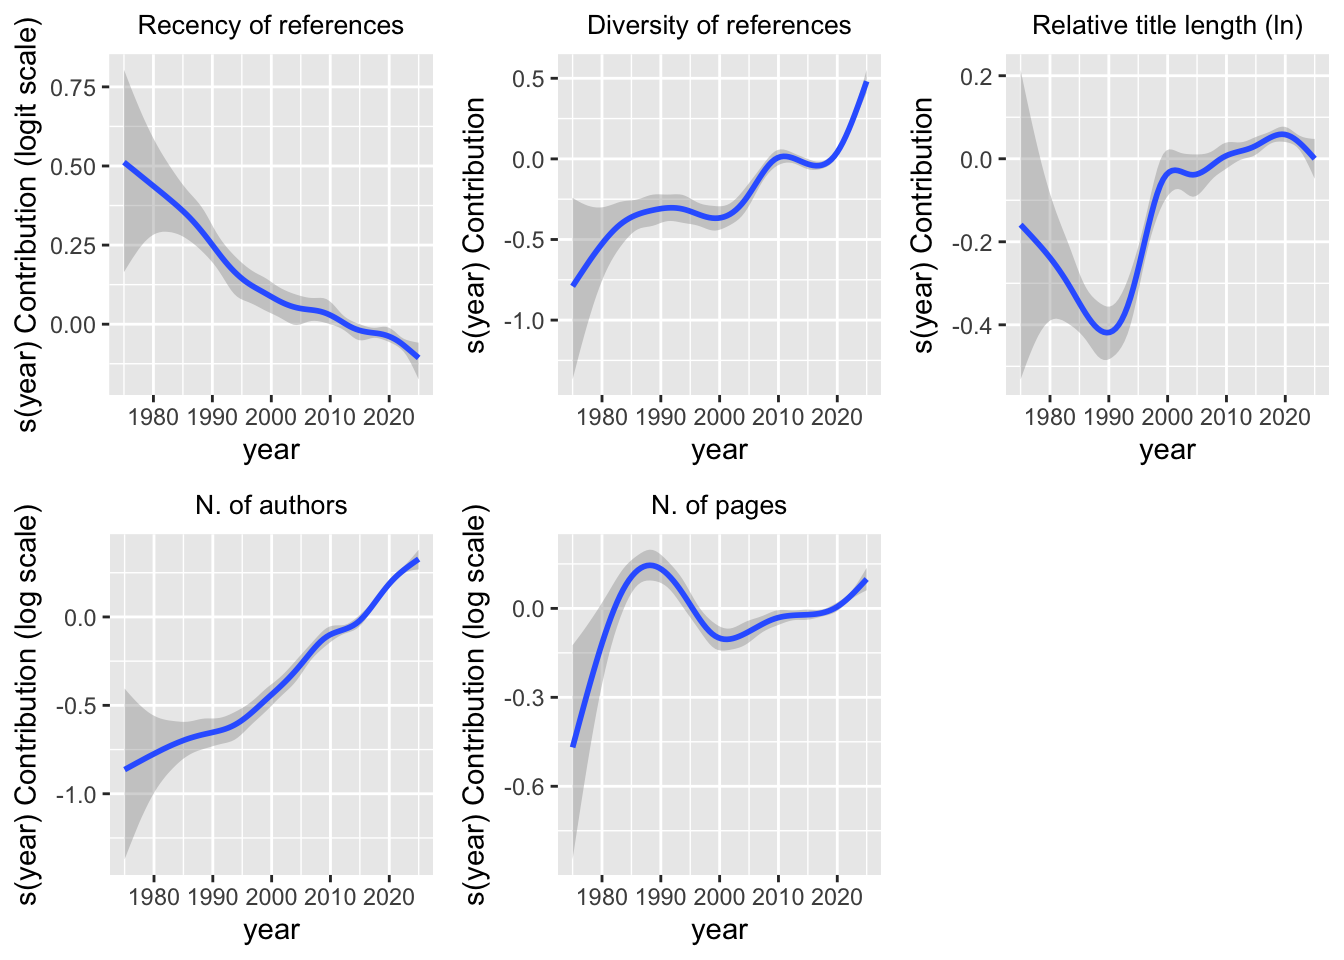 Recency of references
s(year) Contribution (logit scale)
0.75
0.50
0.25
0.00
1980 1990 2000 2010 2020
year
Diversity of references
s(year) Contribution
0.5
0.0
-0.5
-1.0
1980 1990 2000 2010 2020
year
Relative title length (ln)
s(year) Contribution
0.2
0.0
-0.2
-0.4
1980 1990 2000 2010 2020
year
N. of authors
s(year) Contribution (log scale)
0.0
-0.5
-1.0
1980 1990 2000 2010 2020
year
N. of pages
s(year) Contribution (log scale)
0.0
-0.3
-0.6
1980 1990 2000 2010 2020
year